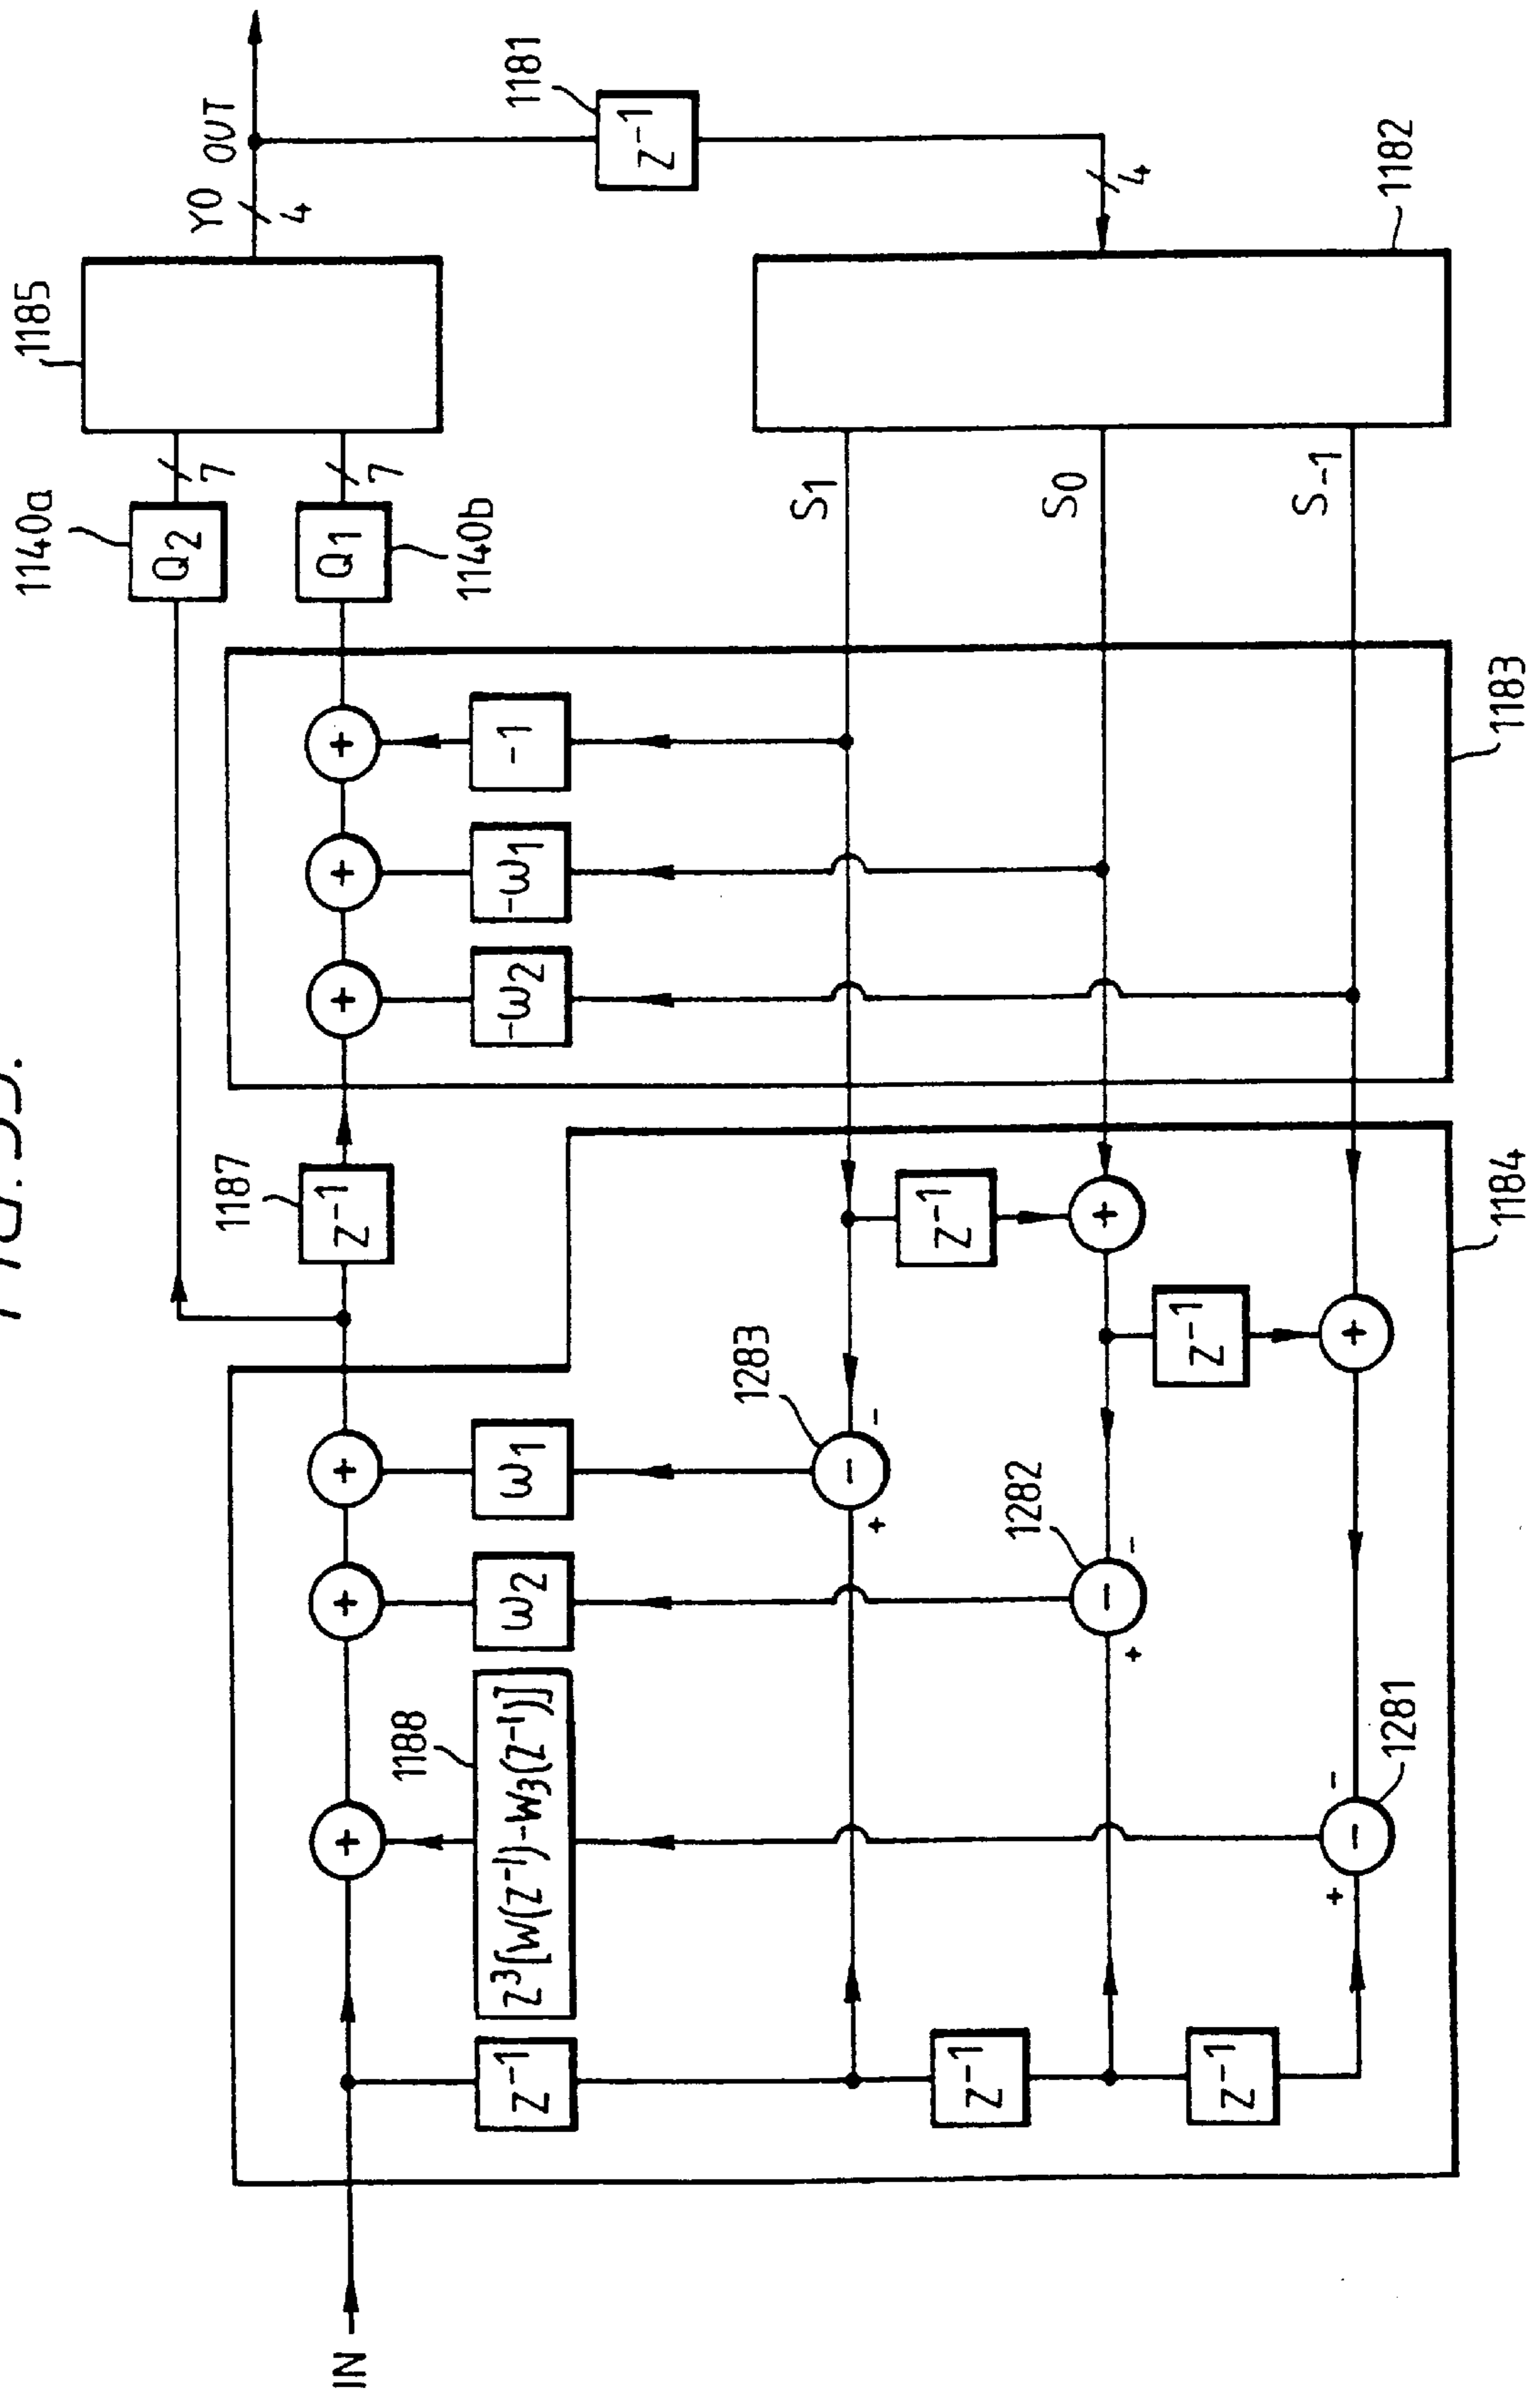 FIG. 55.
1140a
1185
Q2
7
Y0
OUT
4
1187
z⁻¹
Q1
7
1140b
1181
z⁻¹
4
-ω2
-ω1
-1
S1
S0
S-1
1182
1183
IN
+
+
+
+
+
+
z⁻¹
1188
z³[W(z⁻¹)-W3(z⁻¹)]
ω2
ω1
1283
-
+
-
z⁻¹
z⁻¹
+
1282
-
+
-
z⁻¹
z⁻¹
+
1281
-
+
-
1184